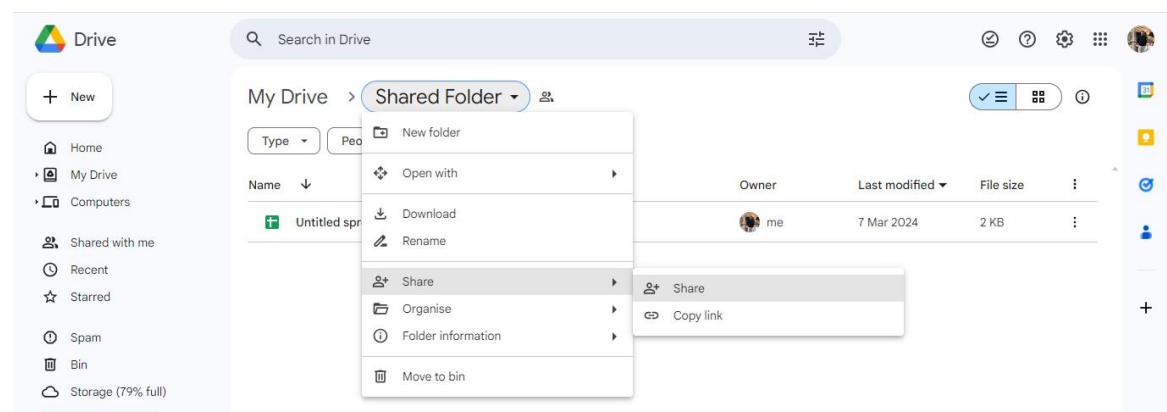 Drive
Search in Drive
New
My Drive > Shared Folder
Home
My Drive
Computers
Shared with me
Recent
Starred
Spam
Bin
Storage (79% full)
Type
Peo
Name
Owner
Last modified
File size
Untitled spr
me
7 Mar 2024
2 KB
New folder
Open with
Download
Rename
Share
Organise
Folder information
Move to bin
Share
Copy link
31